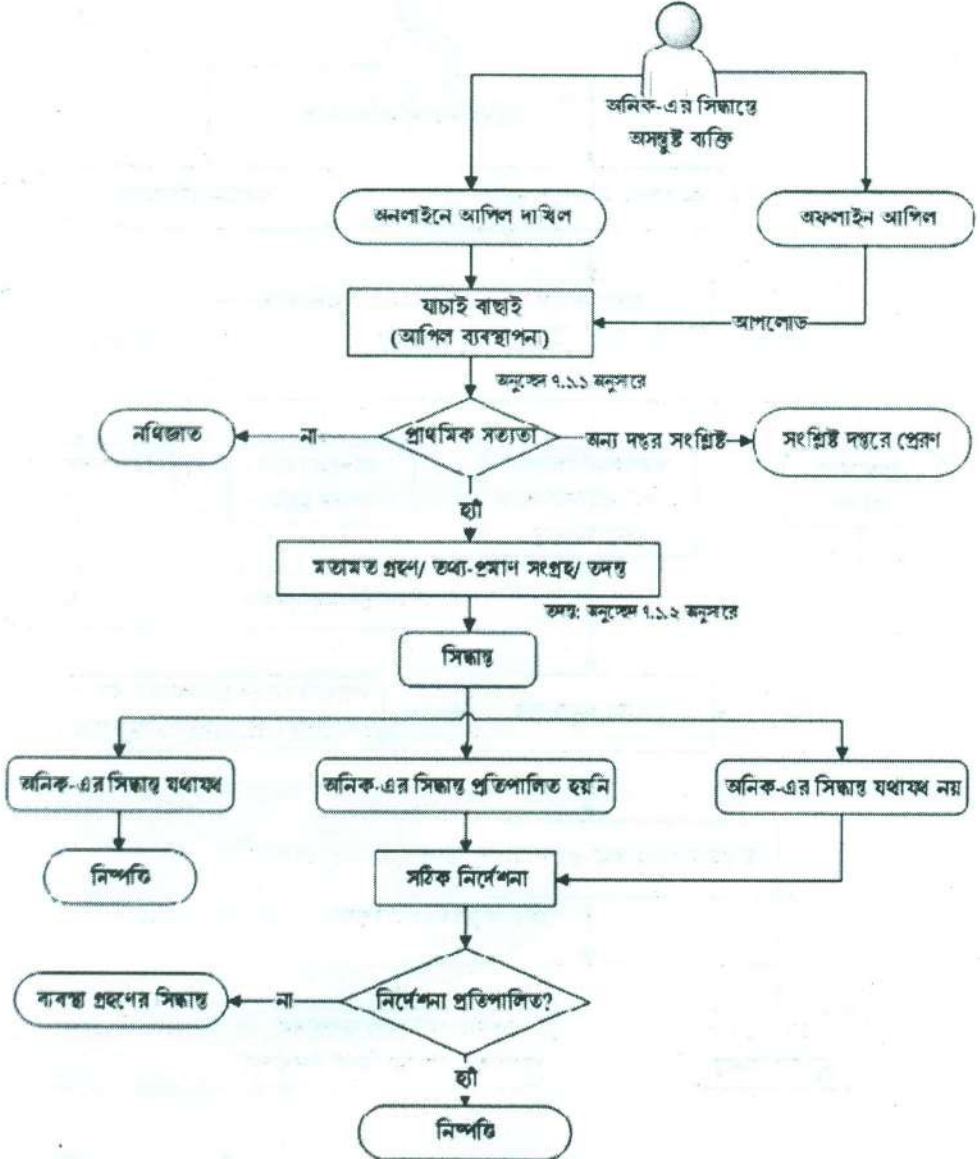 অনিক-এর সিদ্ধান্তে
অসন্তুষ্ট ব্যক্তি
অনলাইনে আপিল দাখিল
অফলাইন আপিল
যাচাই বাছাই
(আপিল ব্যবস্থাপনা)
আপলোড
অনুচ্ছেদ ৭.১.১ অনুসারে
নথিজাত
না
প্রাথমিক সত্যতা
অন্য দপ্তর সংশ্লিষ্ট
সংশ্লিষ্ট দপ্তরে প্রেরণ
হ্যাঁ
মতামত গ্রহণ/ তথ্য-প্রমাণ সংগ্রহ/ তদন্ত
তদন্ত: অনুচ্ছেদ ৭.১.২ অনুসারে
সিদ্ধান্ত
অনিক-এর সিদ্ধান্ত যথাযথ
অনিক-এর সিদ্ধান্ত প্রতিপালিত হয়নি
অনিক-এর সিদ্ধান্ত যথাযথ নয়
নিষ্পত্তি
সঠিক নির্দেশনা
ব্যবস্থা গ্রহণের সিদ্ধান্ত
না
নির্দেশনা প্রতিপালিত?
হ্যাঁ
নিষ্পত্তি